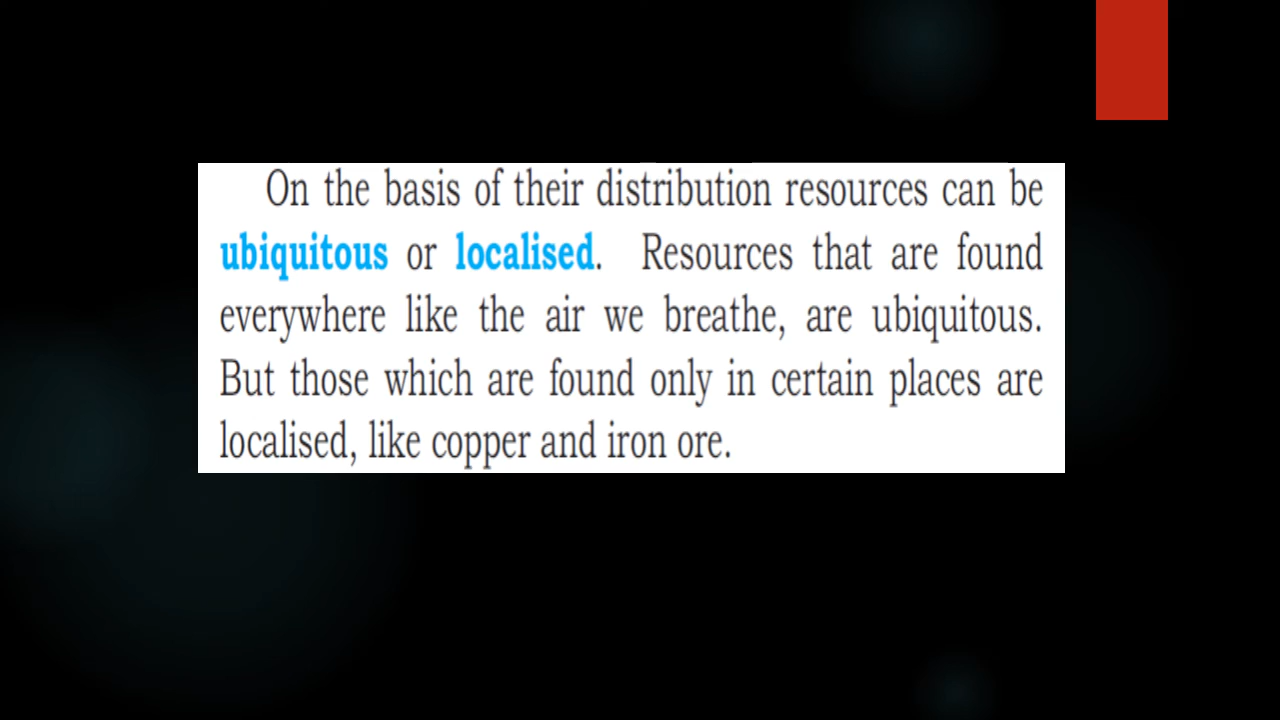 On the basis of their distribution resources can be
ubiquitous or localised. Resources that are found
everywhere like the air we breathe, are ubiquitous.
But those which are found only in certain places are
localised, like copper and iron ore.